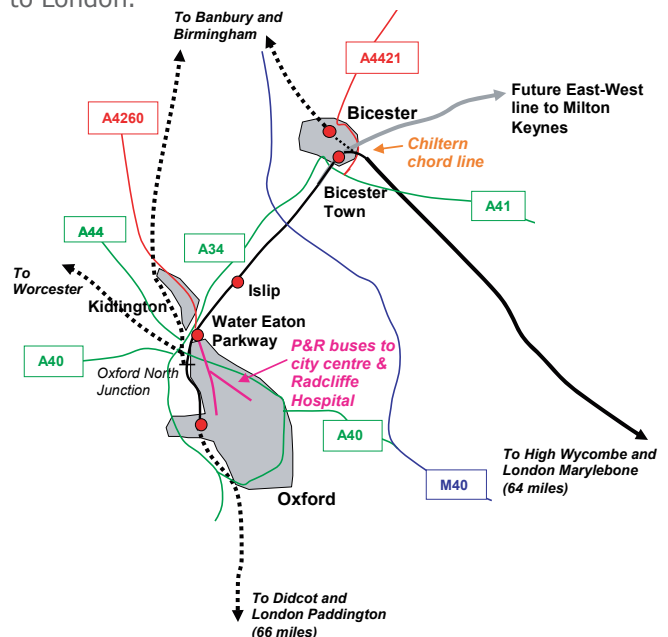 to London.
To Banbury and
Birmingham
A4421
Bicester
Future East-West
line to Milton
Keynes
A4260
Chiltern
chord line
Bicester
Town
A41
A44
A34
To
Worcester
Kidlington
Islip
Water Eaton
Parkway
A40
Oxford North
Junction
P&R buses to
city centre &
Radcliffe
Hospital
A40
To High Wycombe and
London Marylebone
(64 miles)
M40
Oxford
To Didcot and
London Paddington
(66 miles)